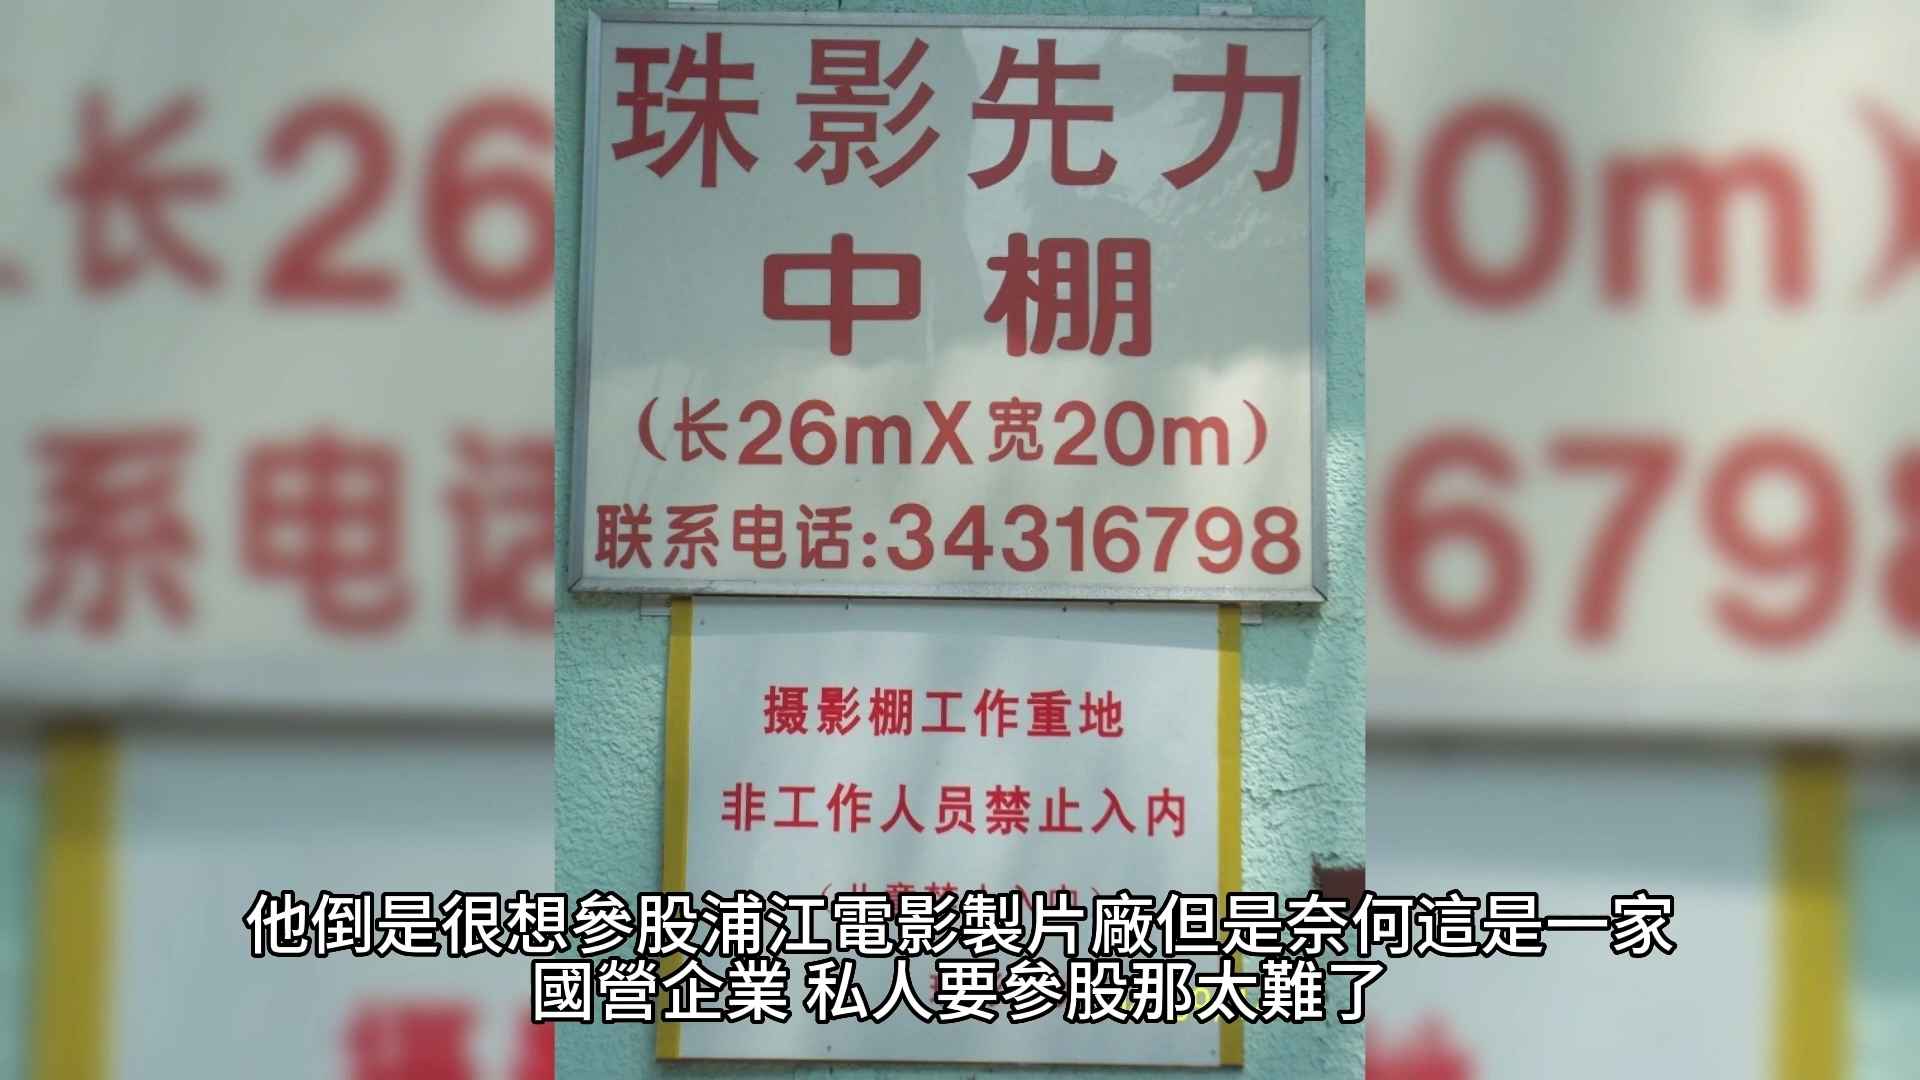 珠影先力
中棚
（长26mX宽20m）
联系电话:34316798
摄影棚工作重地
非工作人员禁止入内
他倒是很想參股浦江電影製片廠但是奈何這是一家
國營企業 私人要參股那太難了